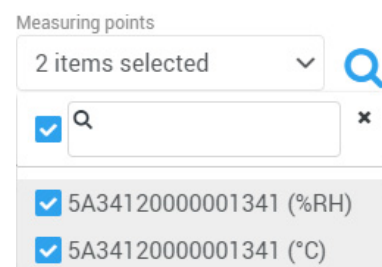 Measuring points
2 items selected
5A34120000001341 (%RH)
5A34120000001341 (°C)